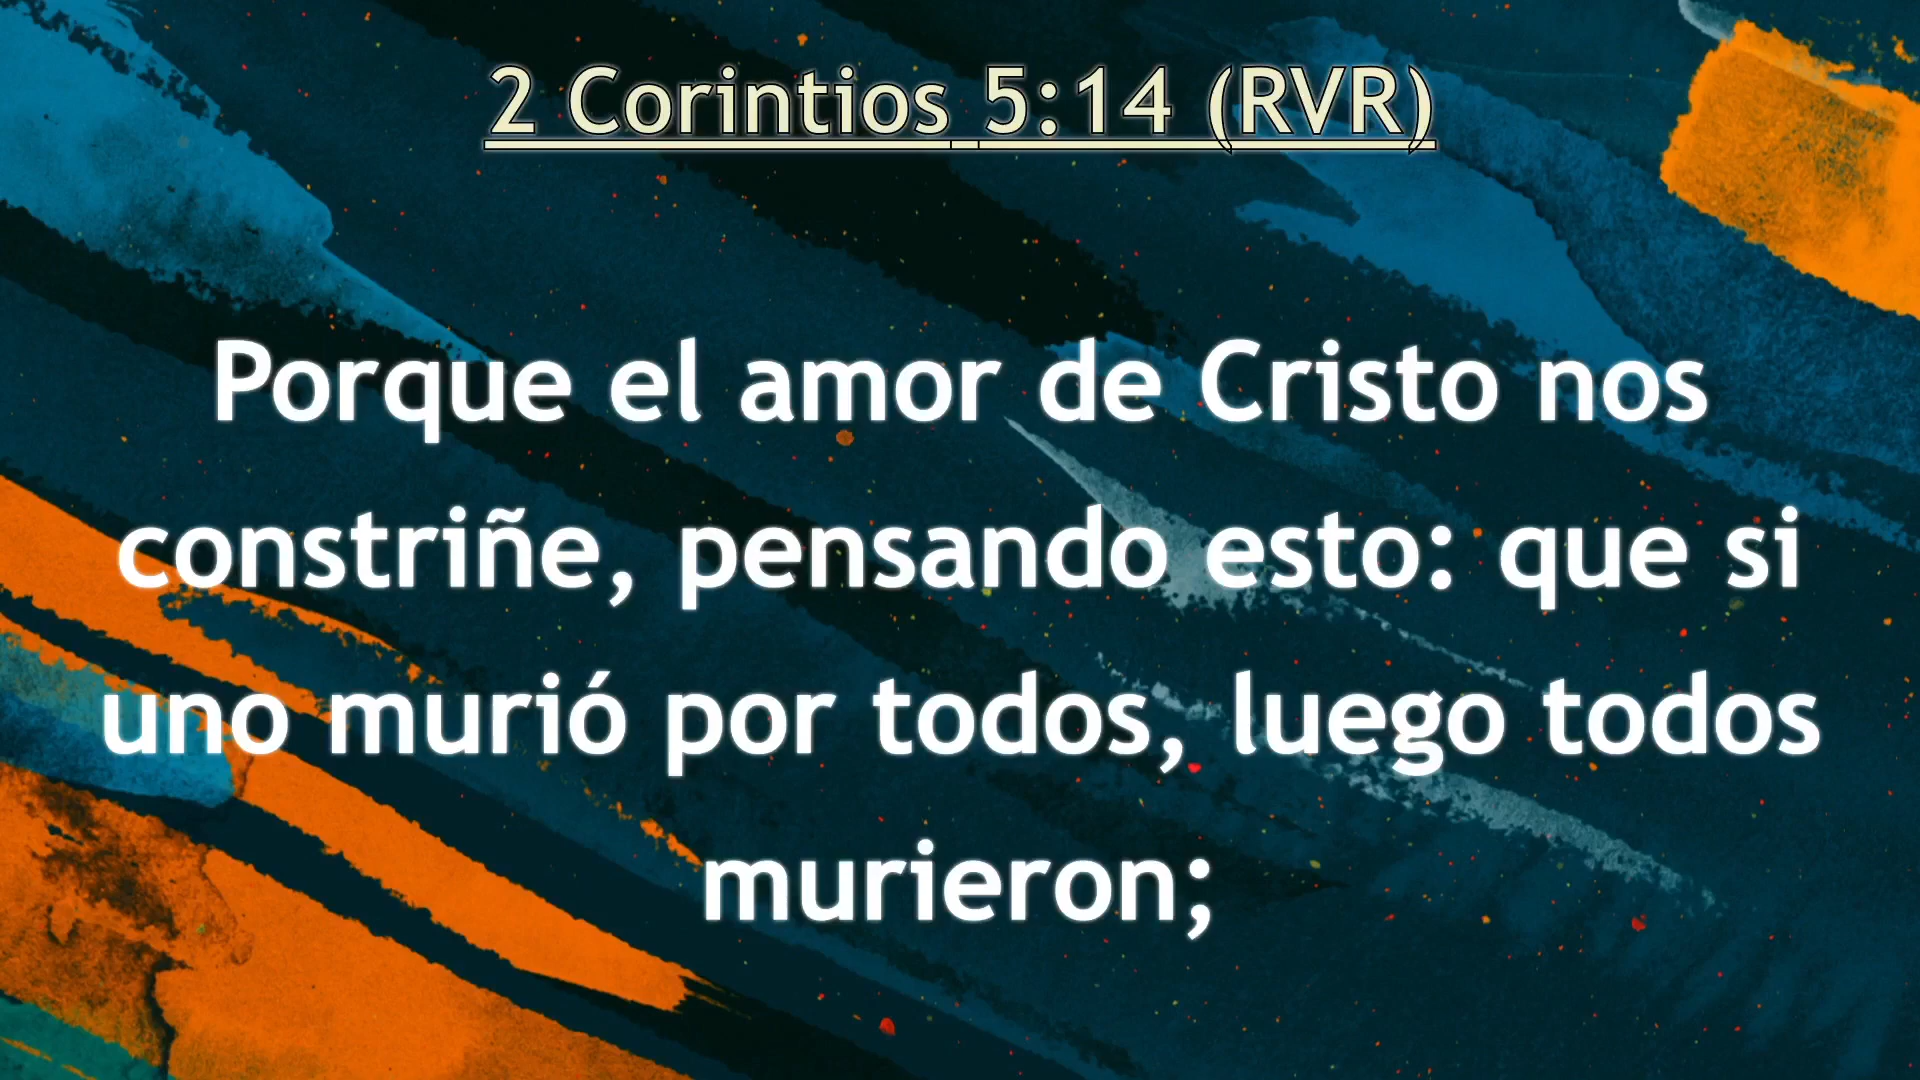 2 Corintios 5:14 (RVR)
Porque el amor de Cristo nos
constriñe, pensando esto: que si
uno murió por todos, luego todos
murieron;